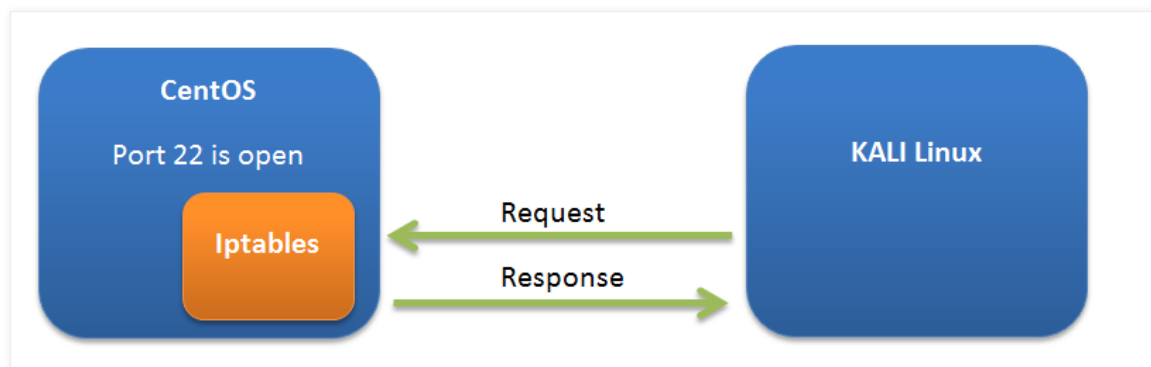 CentOS
Port 22 is open
Iptables
Request
Response
KALI Linux